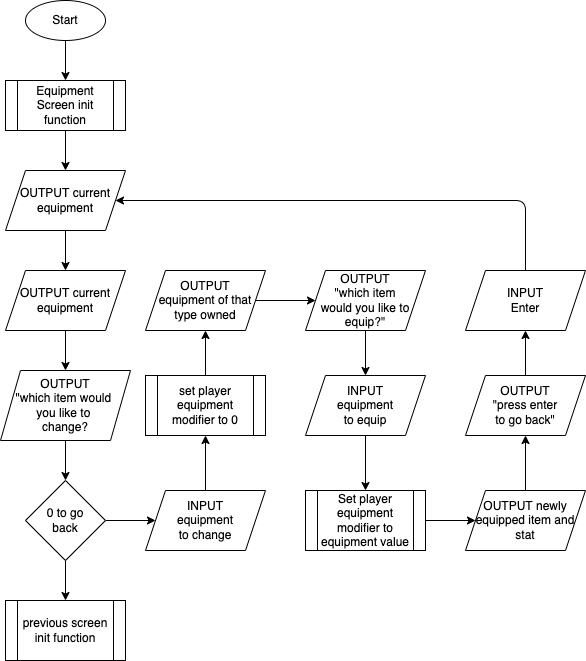 Start
Equipment
Screen init
function
OUTPUT current
equipment
OUTPUT current
equipment
OUTPUT
"which item would
you like to
change?
0 to go
back
previous screen
init function
INPUT
equipment
to change
set player
equipment
modifier to 0
OUTPUT
equipment of that
type owned
OUTPUT
"which item
would you like to
equip?"
INPUT
equipment
to equip
Set player
equipment
modifier to
equipment value
OUTPUT newly
equipped item and
stat
OUTPUT
"press enter
to go back"
INPUT
Enter